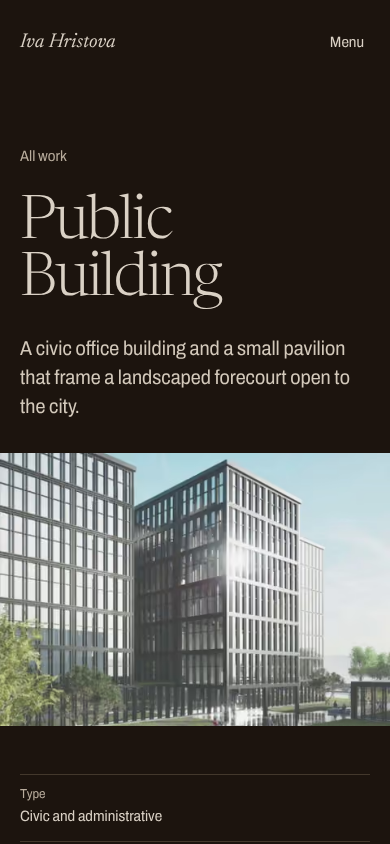 Iva Hristova
Menu
All work
Public
Building
A civic office building and a small pavilion
that frame a landscaped forecourt open to
the city.
Type
Civic and administrative